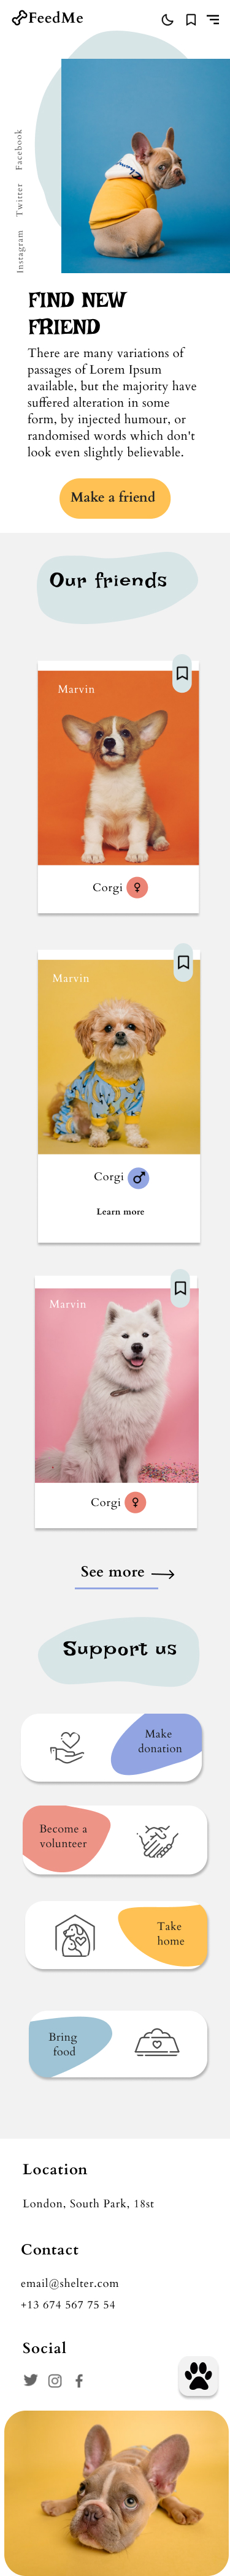 FeedMe
Facebook
Twitter
Instagram
FIND NEW
FRIEND
There are many variations of
passages of Lorem Ipsum
available, but the majority have
suffered alteration in some
form, by injected humour, or
randomised words which don't
look even slightly believable.
Make a friend
Our friends
Marvin
Corgi
Marvin
Corgi
Learn more
Marvin
Corgi
See more
Support us
Make
donation
Become a
volunteer
Take
home
Bring
food
Location
London, South Park, 18st
Contact
email@shelter.com
+13 674 567 75 54
Social